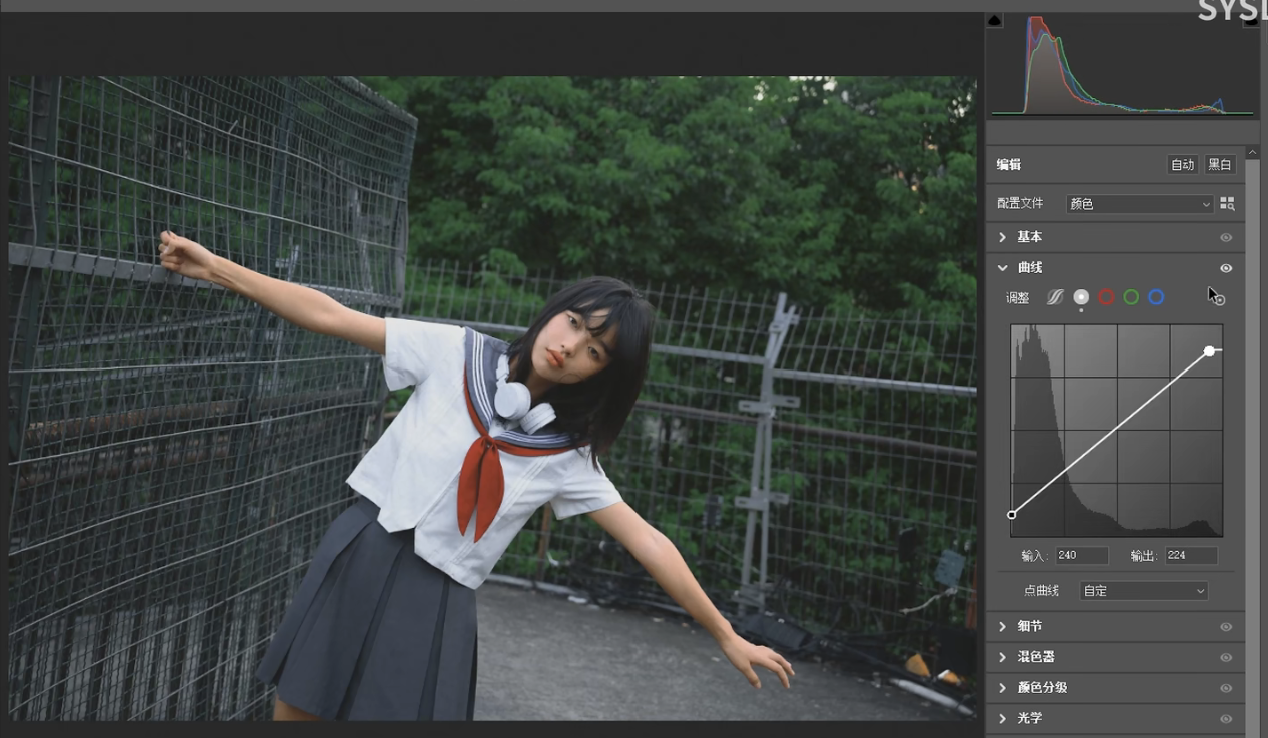 SYSL
编辑
自动 黑白
配置文件 颜色
基本
曲线
调整
输入: 240 输出: 224
点曲线 自定
细节
混色器
颜色分级
光学